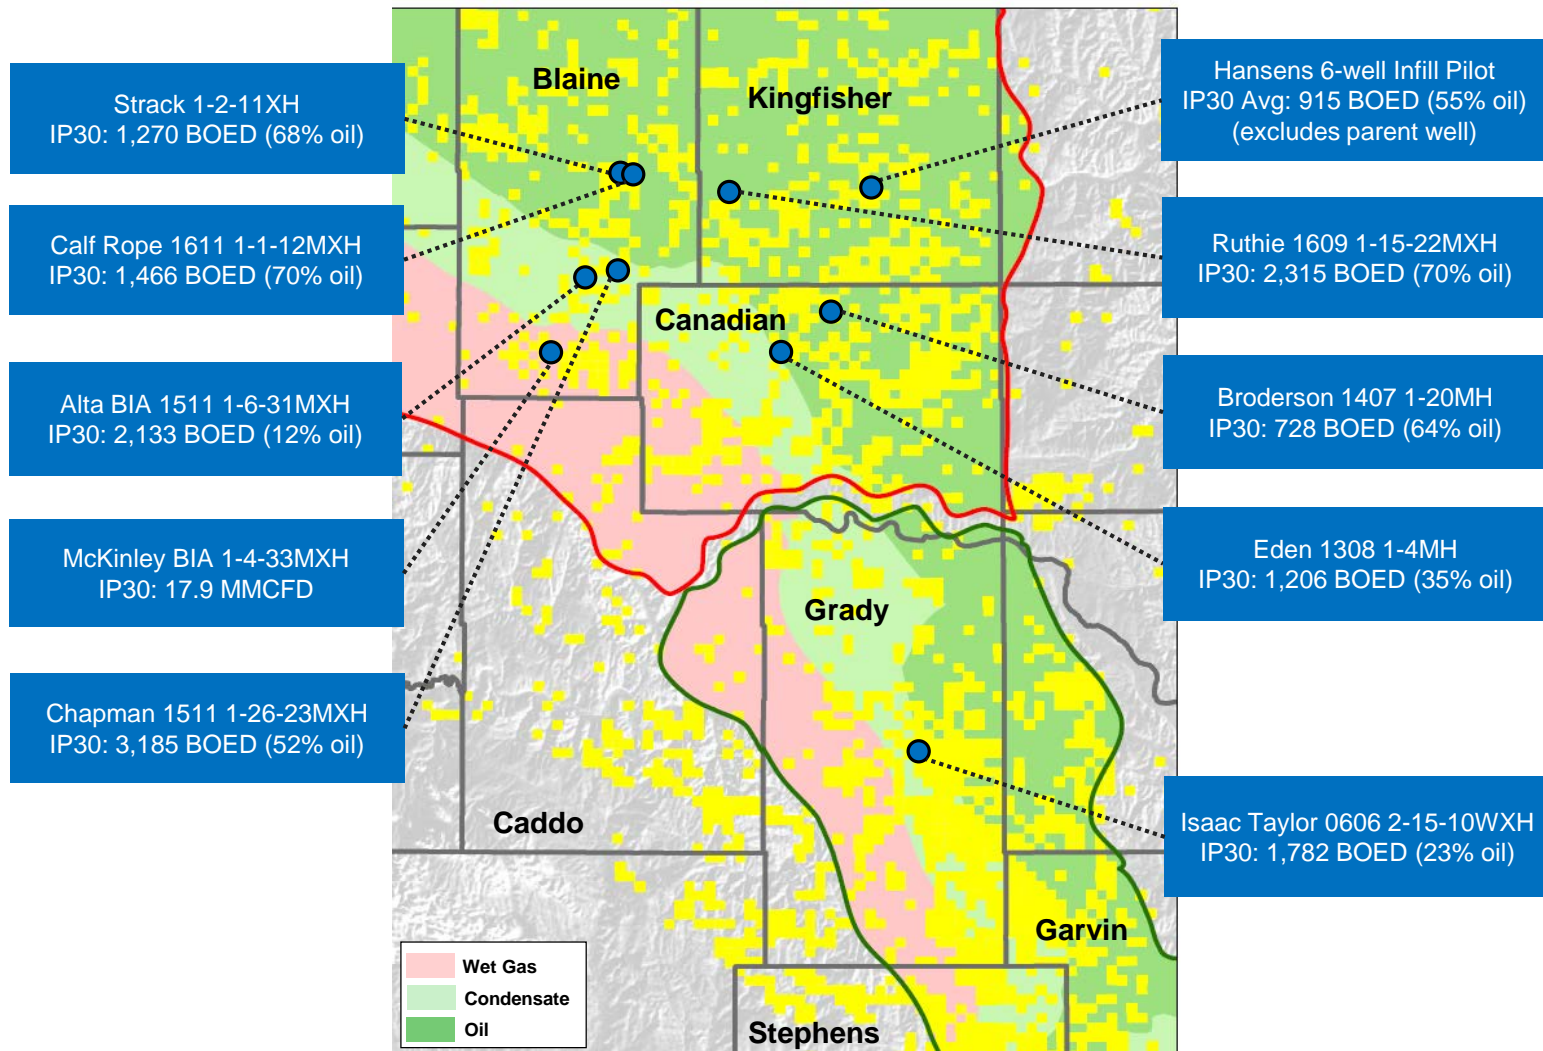 Strack 1-2-11XH
IP30: 1,270 BOED (68% oil)
Calf Rope 1611 1-1-12MXH
IP30: 1,466 BOED (70% oil)
Alta BIA 1511 1-6-31MXH
IP30: 2,133 BOED (12% oil)
McKinley BIA 1-4-33MXH
IP30: 17.9 MMCFD
Chapman 1511 1-26-23MXH
IP30: 3,185 BOED (52% oil)
Blaine
Kingfisher
Canadian
Grady
Caddo
Garvin
Stephens
Wet Gas
Condensate
Oil
Hansens 6-well Infill Pilot
IP30 Avg: 915 BOED (55% oil)
(excludes parent well)
Ruthie 1609 1-15-22MXH
IP30: 2,315 BOED (70% oil)
Broderson 1407 1-20MH
IP30: 728 BOED (64% oil)
Eden 1308 1-4MH
IP30: 1,206 BOED (35% oil)
Isaac Taylor 0606 2-15-10WXH
IP30: 1,782 BOED (23% oil)